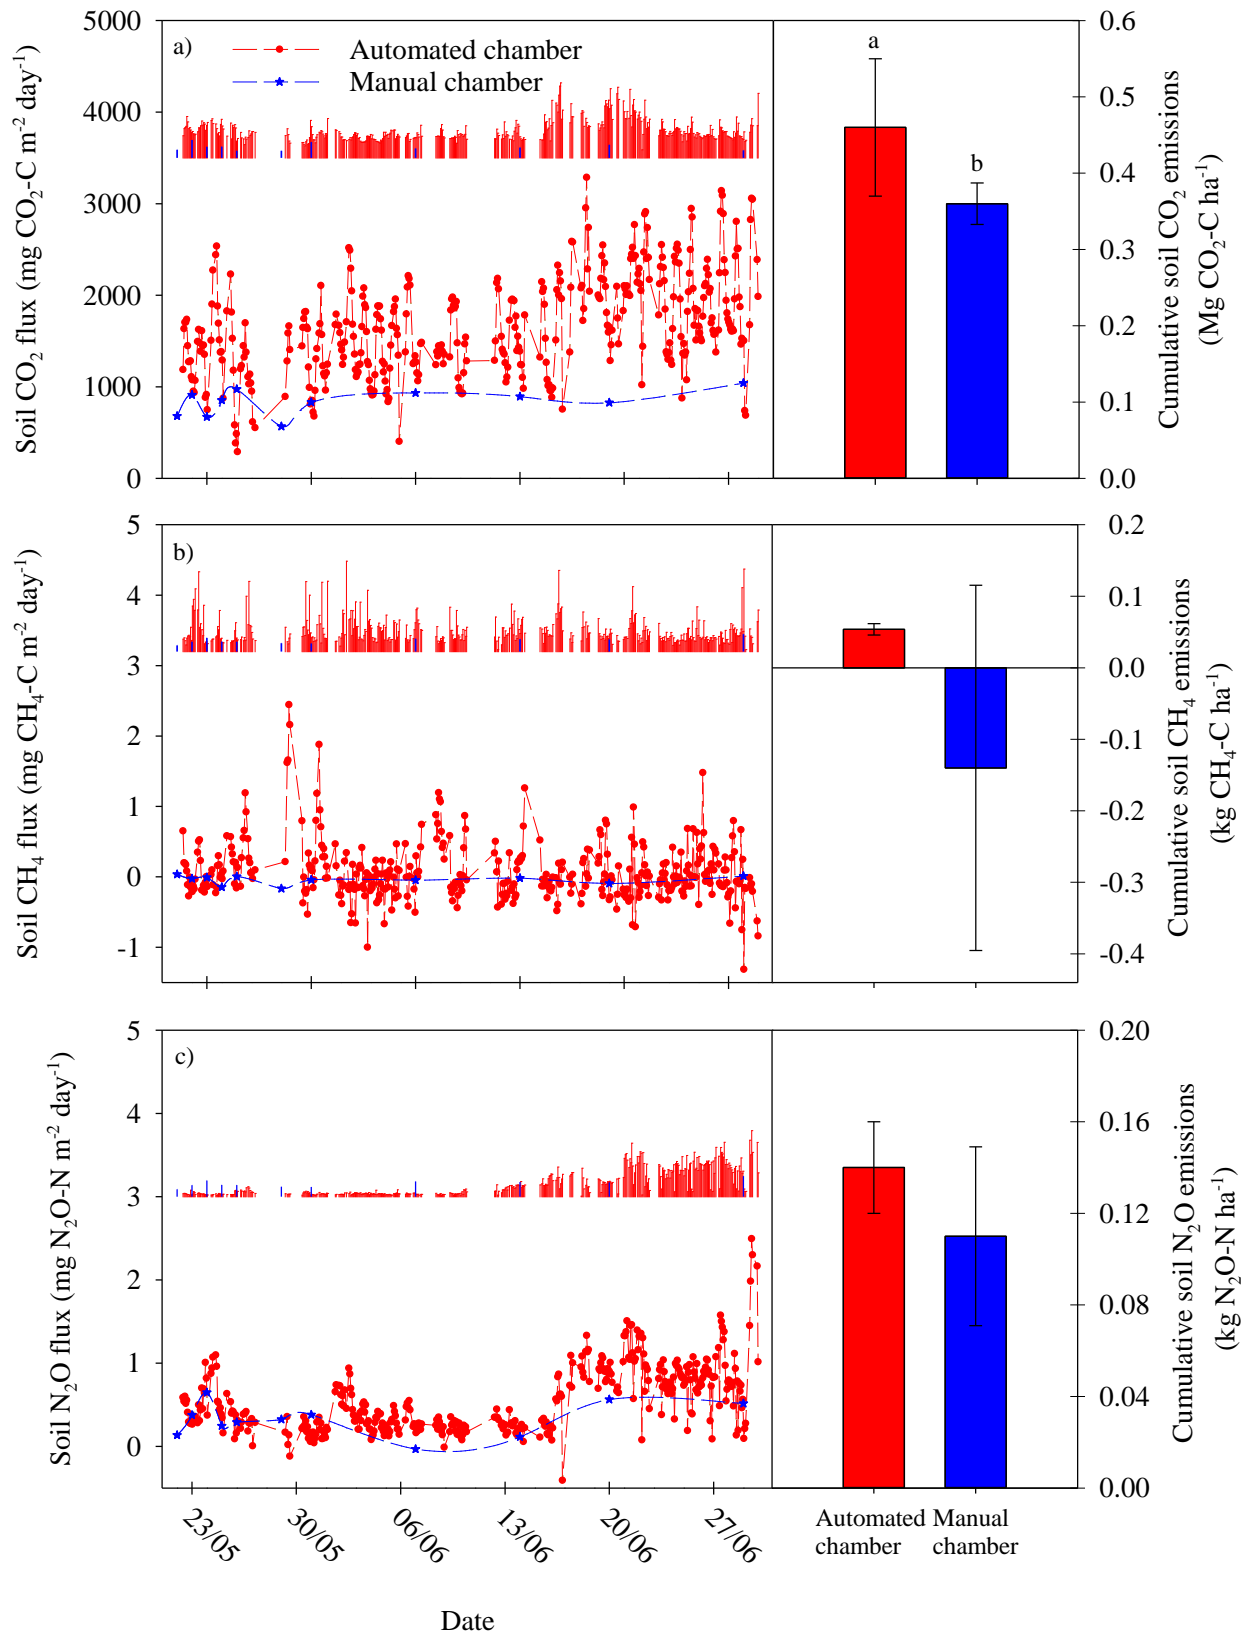 a)
Automated chamber
Manual chamber
Soil CO₂ flux (mg CO₂-C m⁻² day⁻¹)
5000
4000
3000
2000
1000
0
a
b
0.6
0.5
0.4
0.3
0.2
0.1
0.0
Cumulative soil CO₂ emissions
(Mg CO₂-C ha⁻¹)
b)
Soil CH₄ flux (mg CH₄-C m⁻² day⁻¹)
5
4
3
2
1
0
-1
0.2
0.1
0.0
-0.1
-0.2
-0.3
-0.4
Cumulative soil CH₄ emissions
(kg CH₄-C ha⁻¹)
c)
Soil N₂O flux (mg N₂O-N m⁻² day⁻¹)
5
4
3
2
1
0
0.20
0.16
0.12
0.08
0.04
0.00
Cumulative soil N₂O emissions
(kg N₂O-N ha⁻¹)
23/05
30/05
06/06
13/06
20/06
27/06
Automated
chamber
Manual
chamber
Date